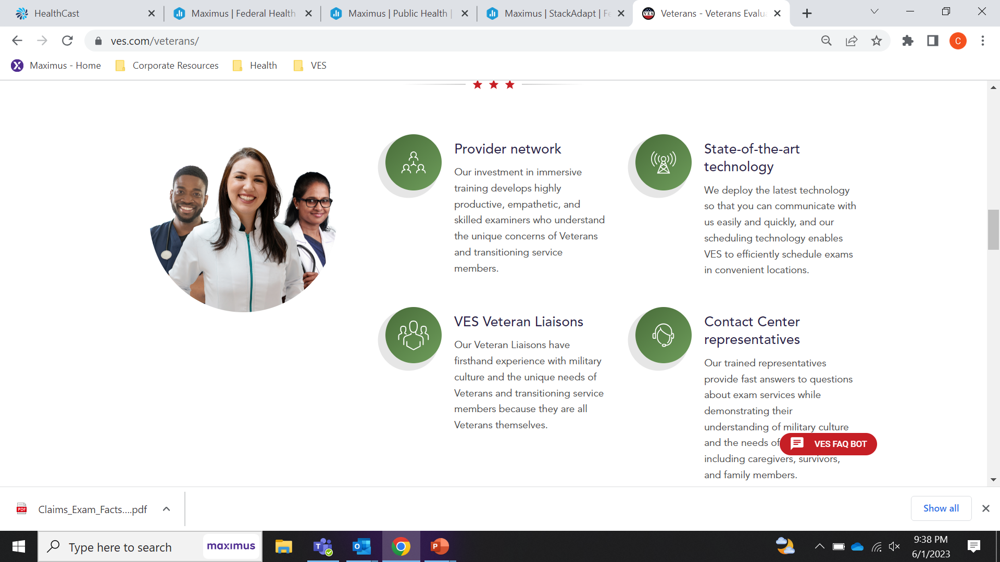 HealthCast
Maximus | Federal Health
Maximus | Public Health |
Maximus | StackAdapt | Fe
VES
Veterans - Veterans Evalua
ves.com/veterans/
C
Maximus - Home
Corporate Resources
Health
VES
Provider network
Our investment in immersive
training develops highly
productive, empathetic, and
skilled examiners who understand
the unique concerns of Veterans
and transitioning service
members.
State-of-the-art
technology
We deploy the latest technology
so that you can communicate with
us easily and quickly, and our
scheduling technology enables
VES to efficiently schedule exams
in convenient locations.
VES Veteran Liaisons
Our Veteran Liaisons have
firsthand experience with military
culture and the unique needs of
Veterans and transitioning service
members because they are all
Veterans themselves.
Contact Center
representatives
Our trained representatives
provide fast answers to questions
about exam services while
demonstrating their
understanding of military culture
and the needs of
VES FAQ BOT
including caregivers, survivors,
and family members.
PDF
Claims_Exam_Facts....pdf
Show all
Type here to search
maximus
T
O
P
9:38 PM
6/1/2023